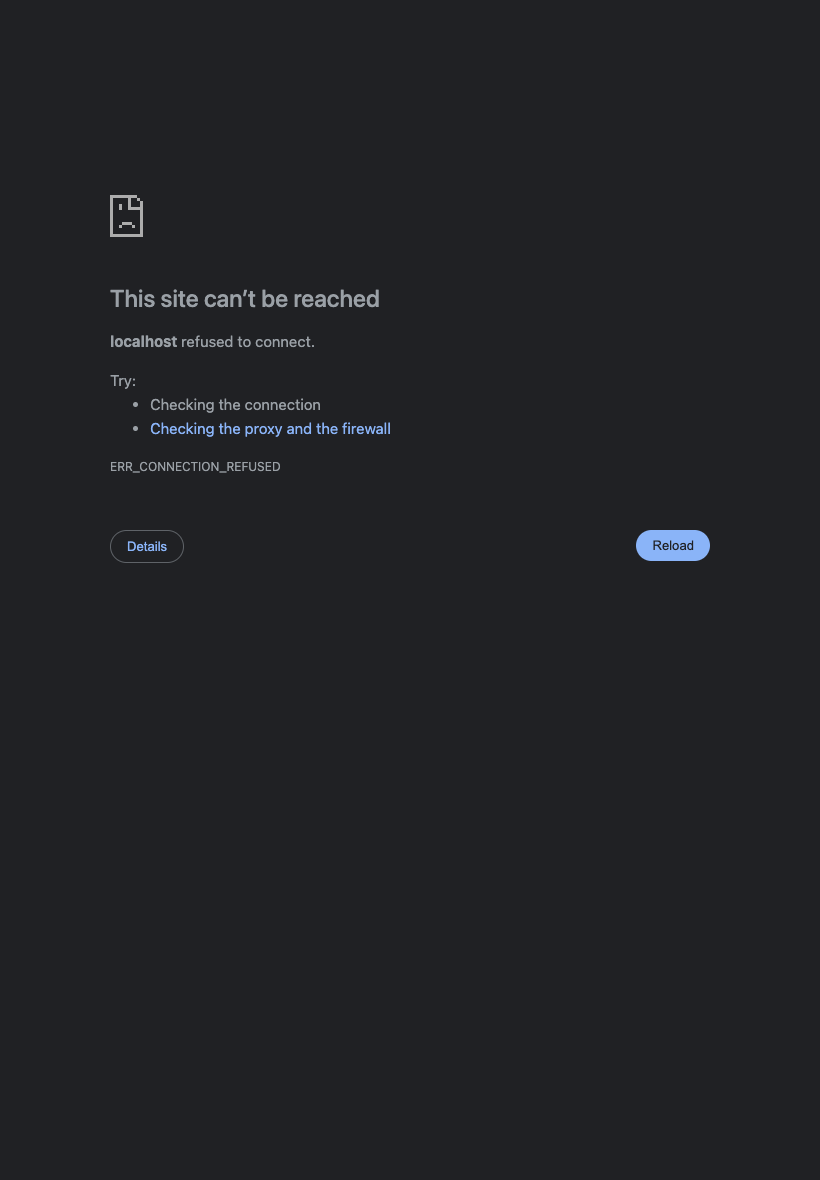 This site can’t be reached
localhost refused to connect.
Try:
Checking the connection
Checking the proxy and the firewall
ERR_CONNECTION_REFUSED
Details
Reload